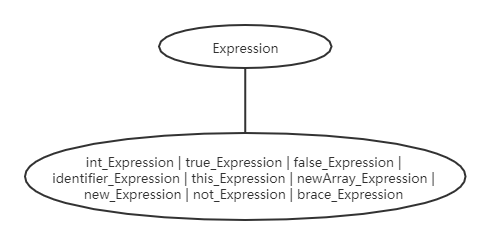 Expression
int_Expression | true_Expression | false_Expression |
identifier_Expression | this_Expression | newArray_Expression |
new_Expression | not_Expression | brace_Expression